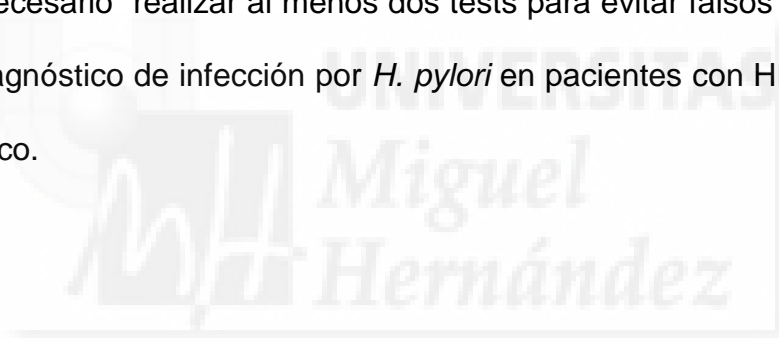 ecesario realizar al menos dos tests para evitar falsos
agnóstico de infección por H. pylori en pacientes con H
co.
UNIVERSITAS
Miguel
Hernández